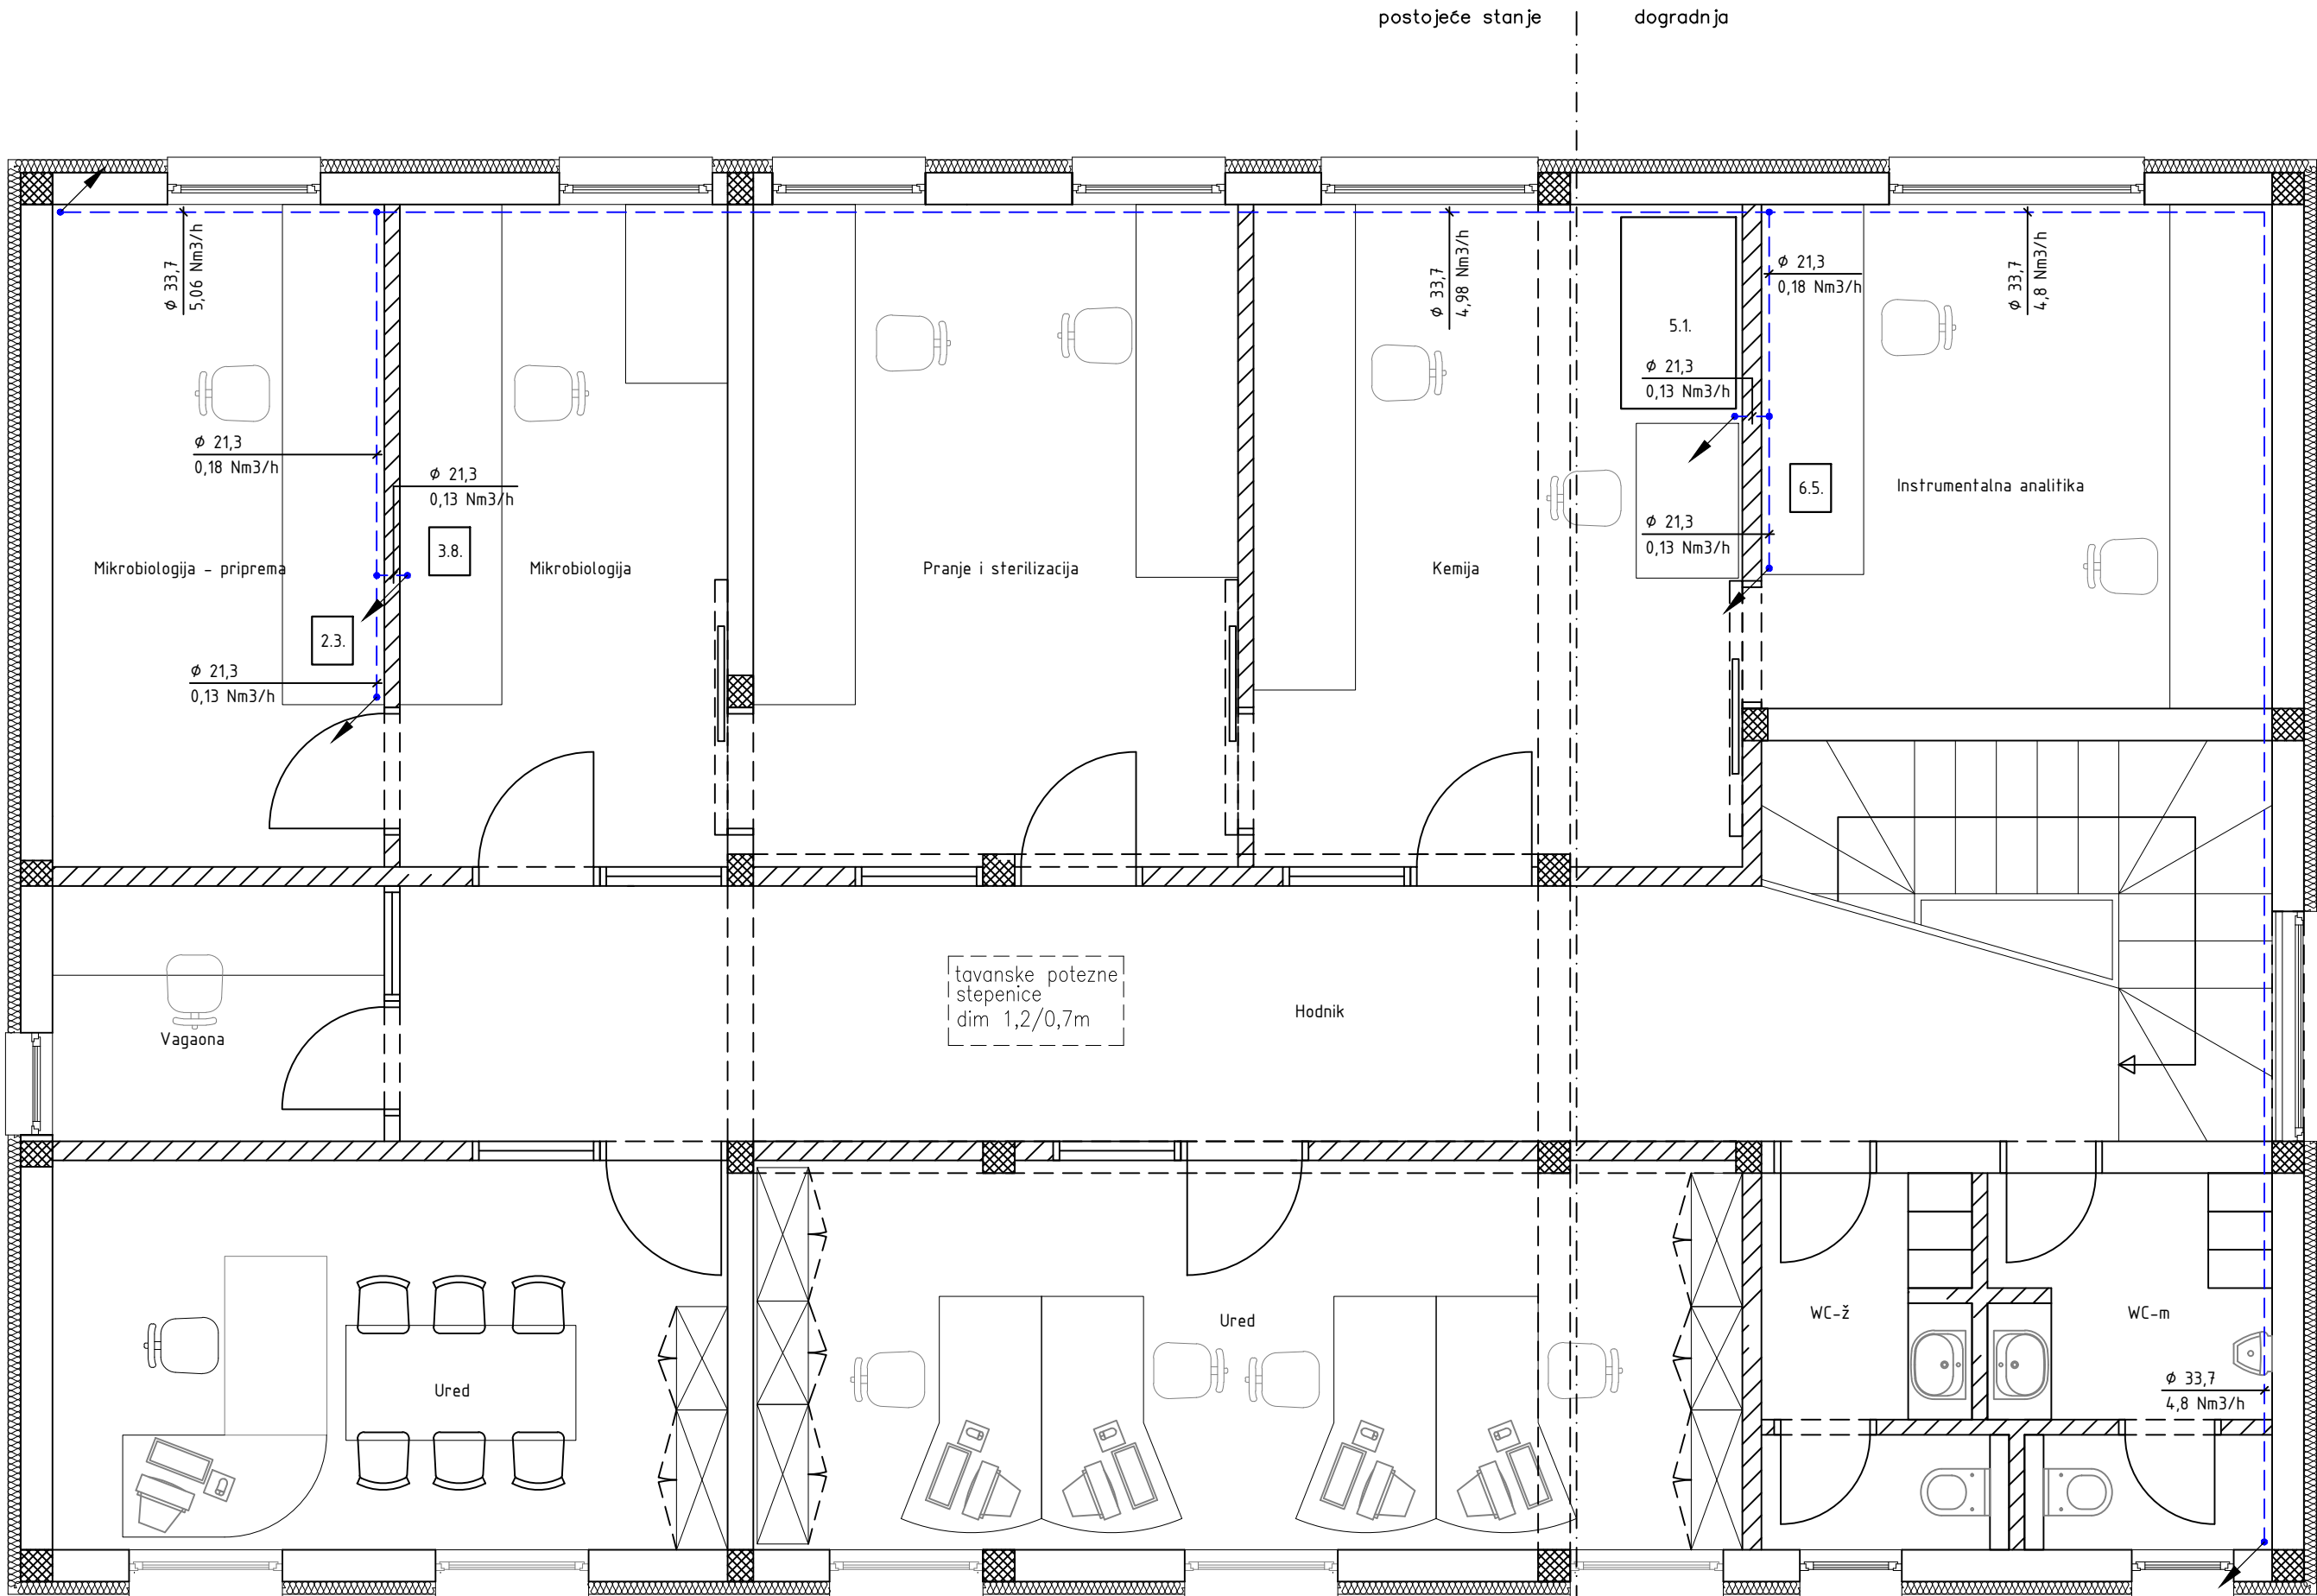 postojeće stanje
dogradnja
ϕ 33,7
5,06 Nm3/h
ϕ 33,7
4,98 Nm3/h
ϕ 21,3
0,18 Nm3/h
ϕ 33,7
4,8 Nm3/h
5.1.
ϕ 21,3
0,13 Nm3/h
ϕ 21,3
0,18 Nm3/h
ϕ 21,3
0,13 Nm3/h
6.5.
Instrumentalna analitika
ϕ 21,3
0,13 Nm3/h
3.8.
Mikrobiologija - priprema
Mikrobiologija
Pranje i sterilizacija
Kemija
2.3.
ϕ 21,3
0,13 Nm3/h
tavanske potezne
stepenice
dim 1,2/0,7m
Hodnik
Vagaona
Ured
Ured
WC-ž
WC-m
ϕ 33,7
4,8 Nm3/h